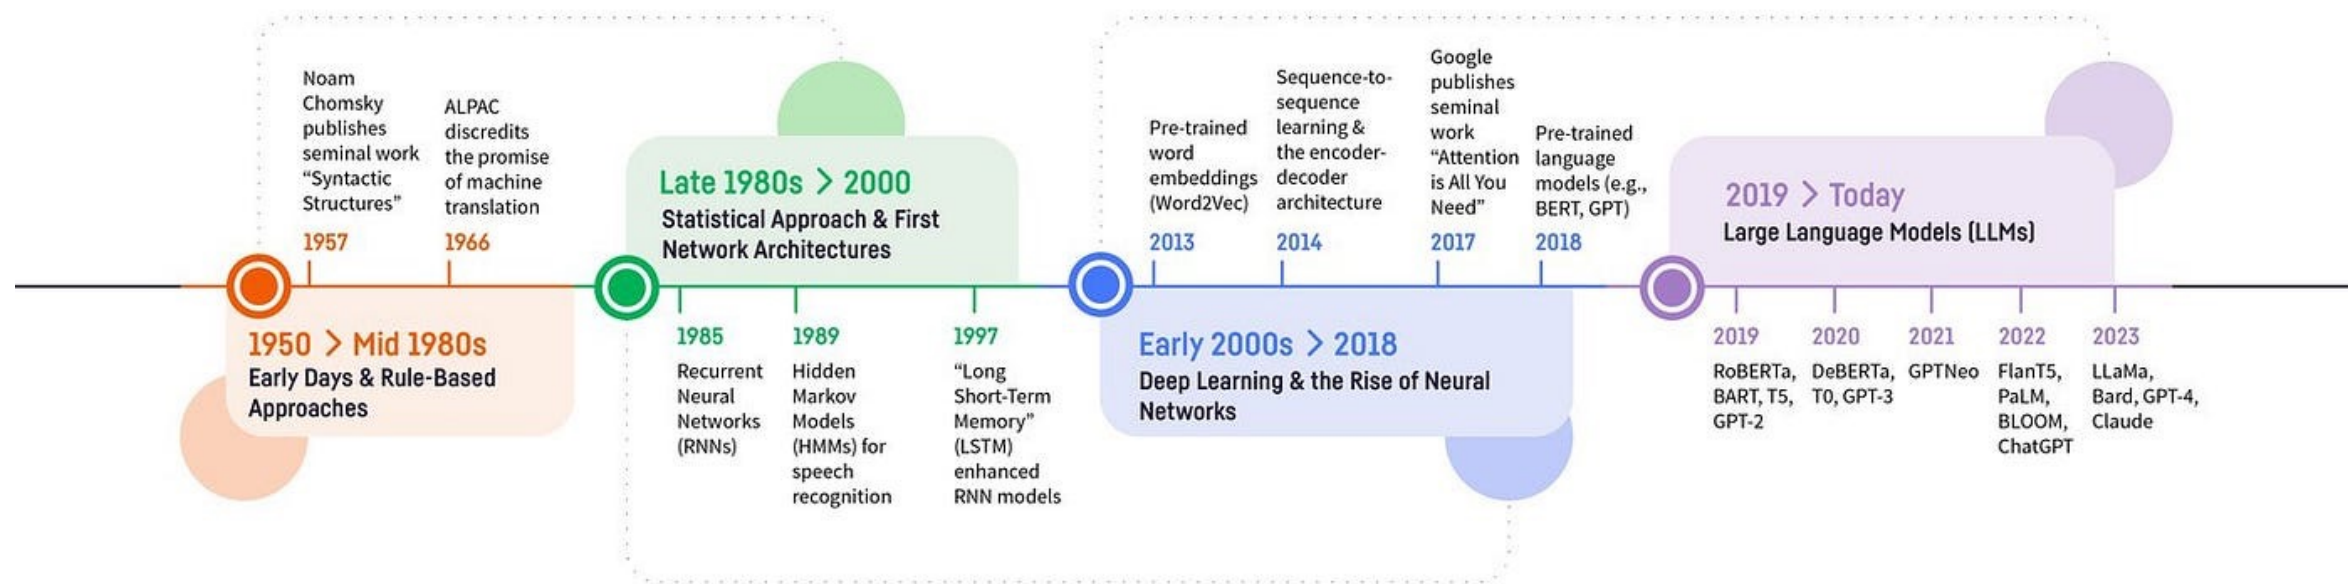 Noam
Chomsky
publishes
seminal work
“Syntactic
Structures”
1957
ALPAC
discredits
the promise
of machine
translation
1966
1950 > Mid 1980s
Early Days & Rule-Based
Approaches
Late 1980s > 2000
Statistical Approach & First
Network Architectures
1985
Recurrent
Neural
Networks
(RNNs)
1989
Hidden
Markov
Models
(HMMs) for
speech
recognition
1997
“Long
Short-Term
Memory”
(LSTM)
enhanced
RNN models
Pre-trained
word
embeddings
(Word2Vec)
2013
Sequence-to-
sequence
learning &
the encoder-
decoder
architecture
2014
Google
publishes
seminal
work
“Attention
is All You
Need”
2017
Pre-trained
language
models (e.g.,
BERT, GPT)
2018
Early 2000s > 2018
Deep Learning & the Rise of Neural
Networks
2019 > Today
Large Language Models (LLMs)
2019
RoBERTa,
BART, T5,
GPT-2
2020
DeBERTa,
T0, GPT-3
2021
GPTNeo
2022
FlanT5,
PaLM,
BLOOM,
ChatGPT
2023
LLaMa,
Bard, GPT-4,
Claude